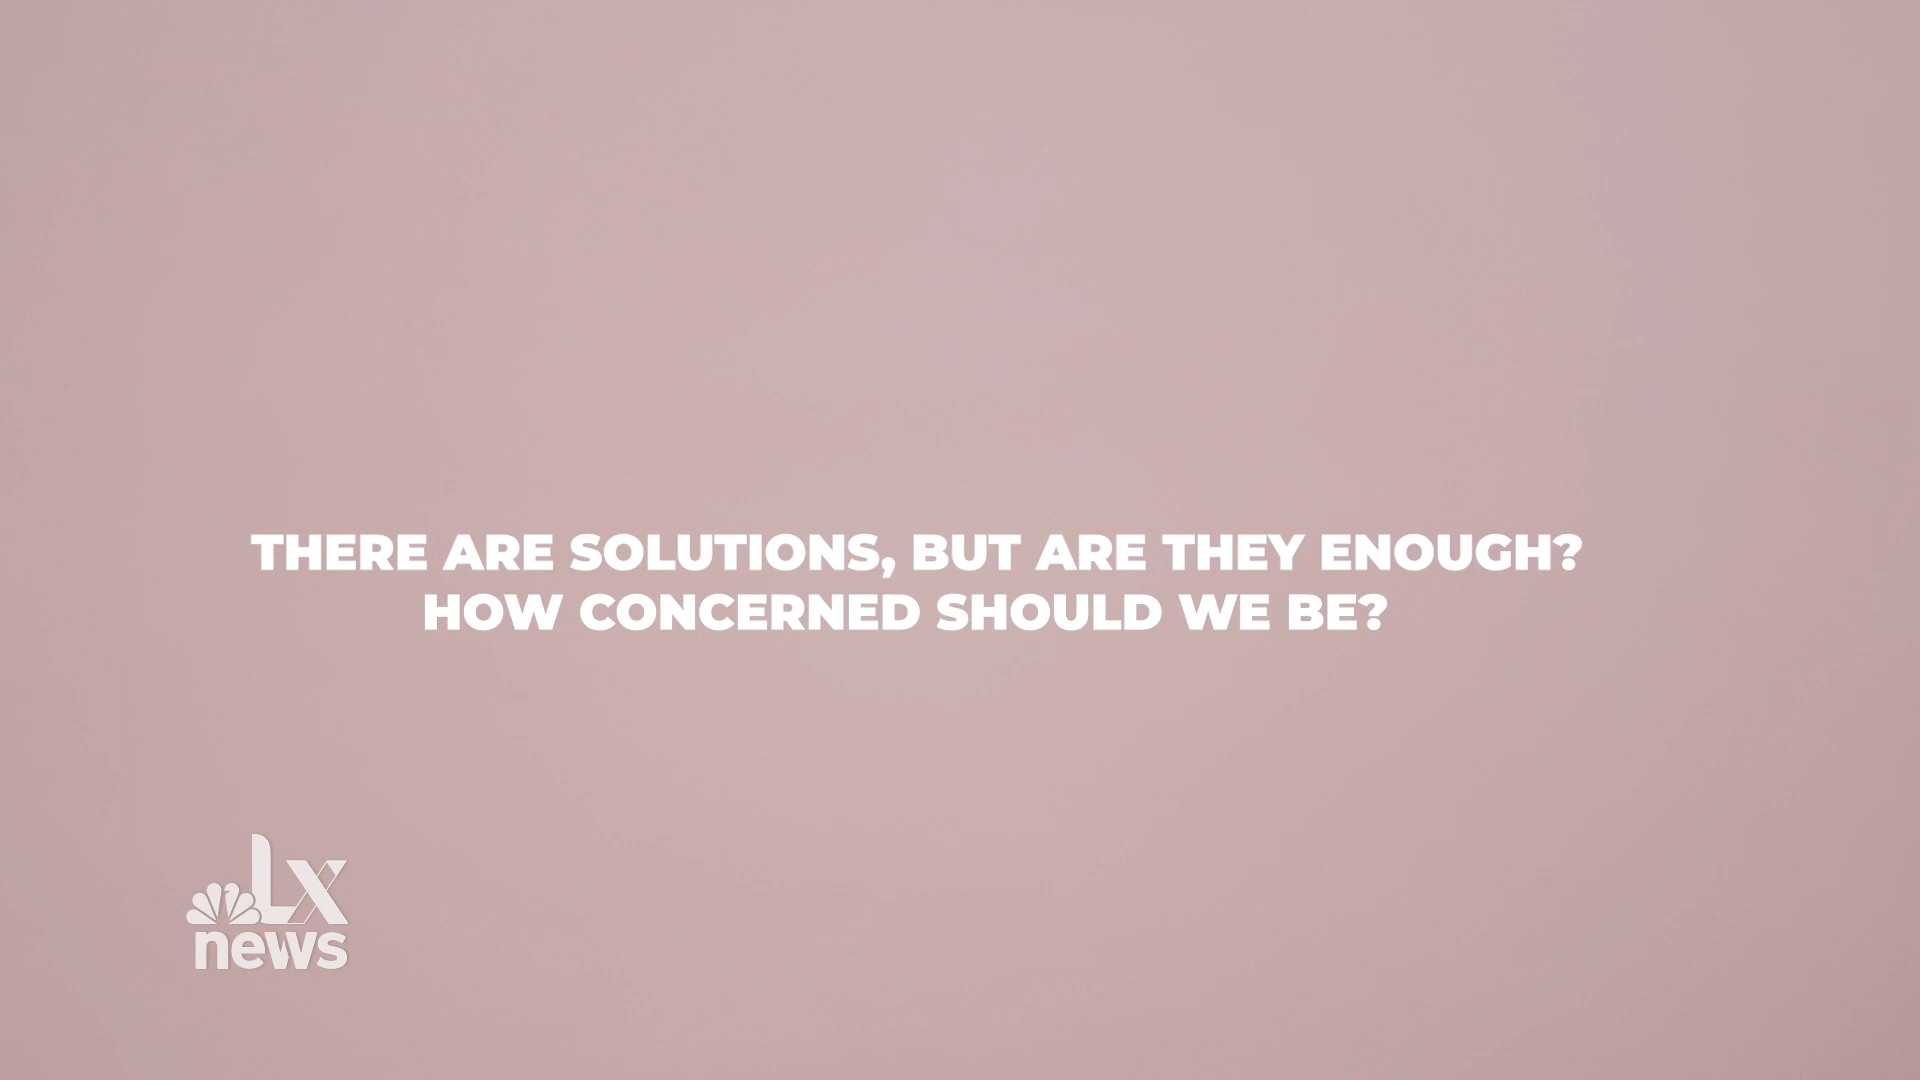 THERE ARE SOLUTIONS, BUT ARE THEY ENOUGH?
HOW CONCERNED SHOULD WE BE?
LX
news